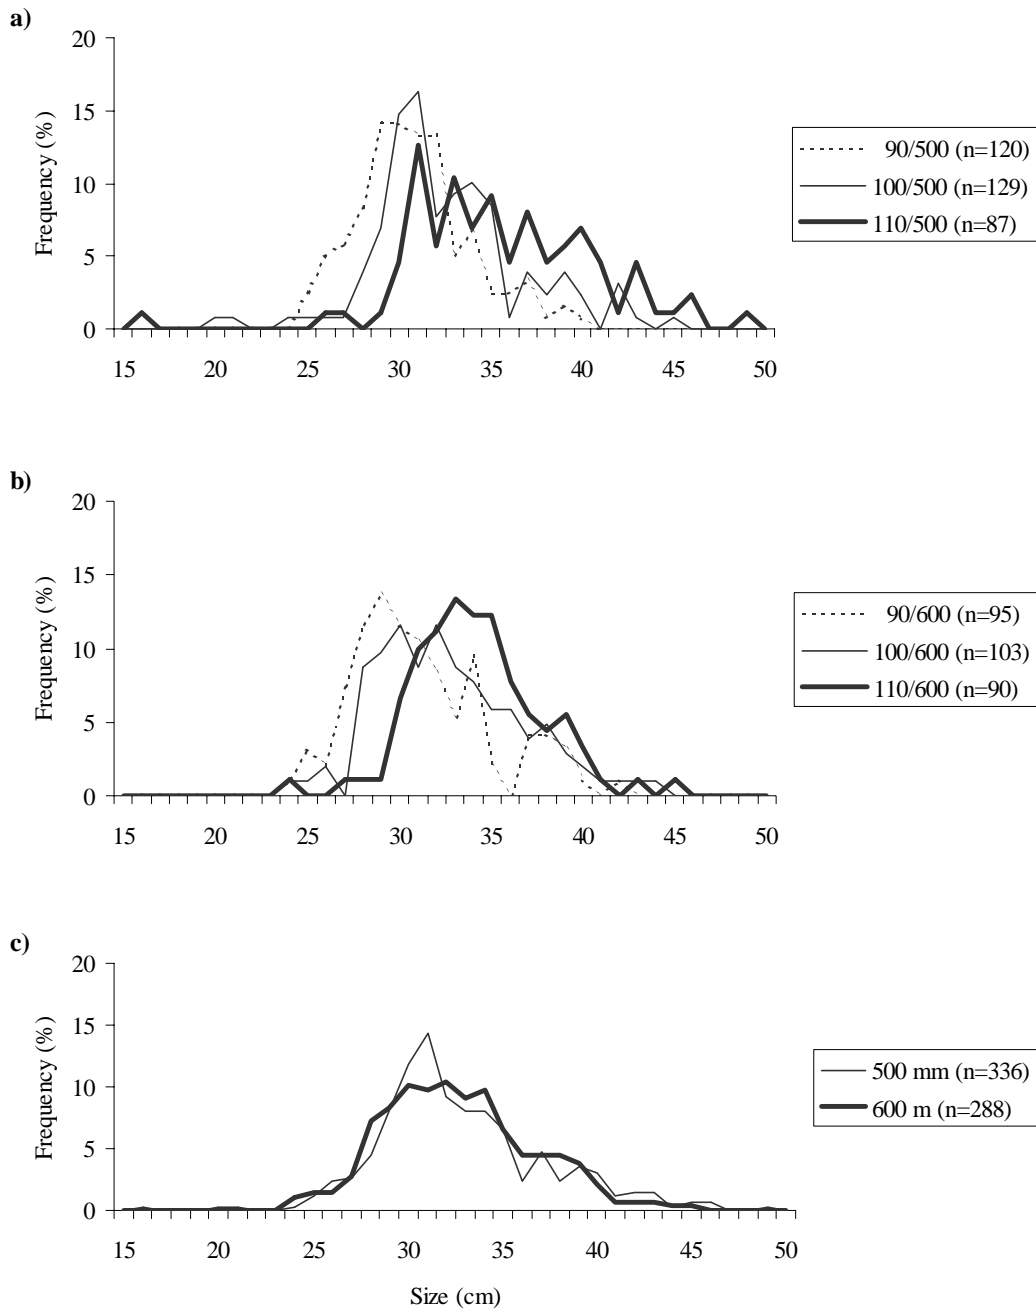 a)
20
15
10
5
0
Frequency (%)
15 20 25 30 35 40 45 50
90/500 (n=120)
100/500 (n=129)
110/500 (n=87)
b)
20
15
10
5
0
Frequency (%)
15 20 25 30 35 40 45 50
90/600 (n=95)
100/600 (n=103)
110/600 (n=90)
c)
20
15
10
5
0
Frequency (%)
15 20 25 30 35 40 45 50
Size (cm)
500 mm (n=336)
600 m (n=288)